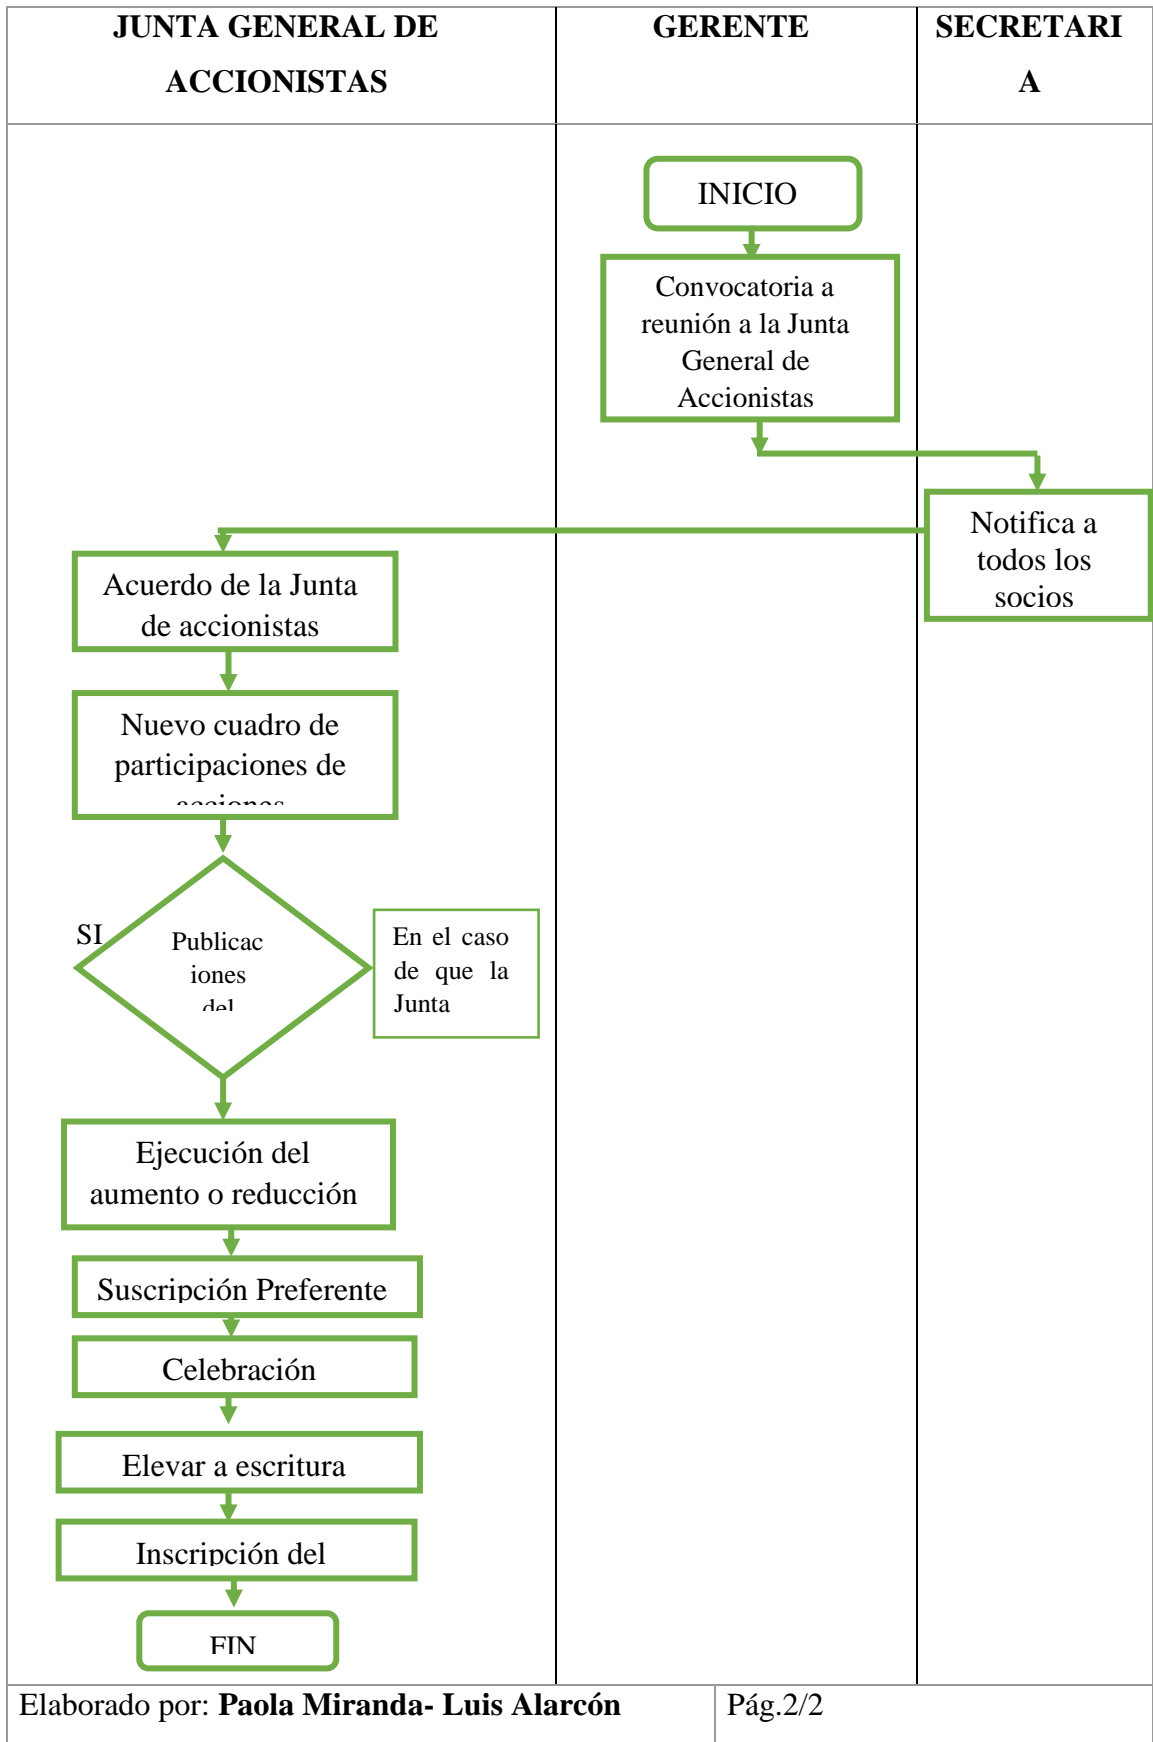 JUNTA GENERAL DE
ACCIONISTAS
GERENTE
SECRETARI
A
INICIO
Convocatoria a
reunión a la Junta
General de
Accionistas
Notifica a
todos los
socios
Acuerdo de la Junta
de accionistas
Nuevo cuadro de
participaciones de
acciones
SI
Publicac
iones
del
En el caso
de que la
Junta
Ejecución del
aumento o reducción
Suscripción Preferente
Celebración
Elevar a escritura
Inscripción del
FIN
Elaborado por: Paola Miranda- Luis Alarcón
Pág.2/2